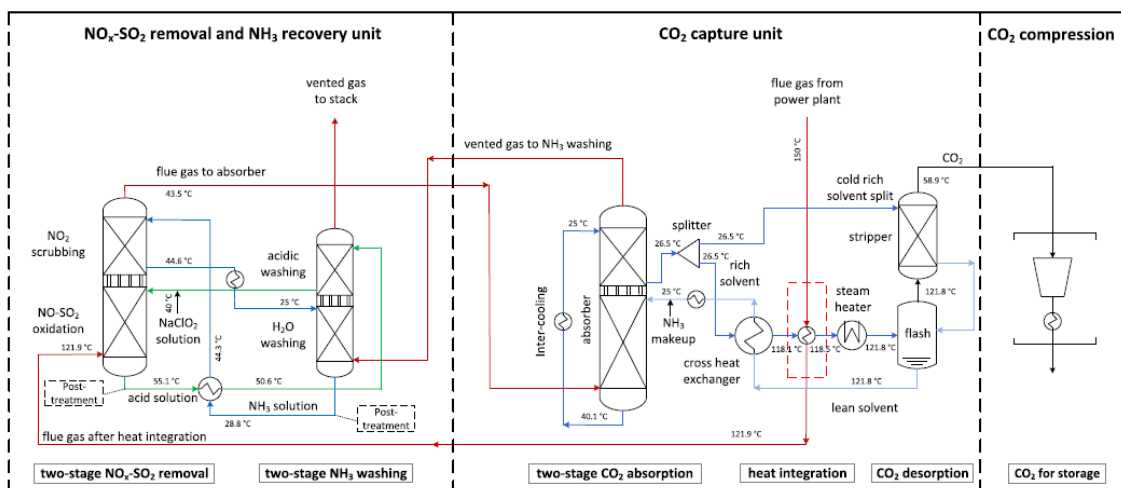 NOx-SO2 removal and NH3 recovery unit
CO2 capture unit
CO2 compression
vented gas
to stack
flue gas from
power plant
vented gas to NH3 washing
150 °C
CO2
flue gas to absorber
43.5 °C
58.9 °C
cold rich
solvent split
25 °C
splitter
26.5 °C
26.5 °C
rich
solvent
stripper
NO2
scrubbing
acidic
washing
44.6 °C
25 °C
40 °C
NaClO2
solution
NO-SO2
oxidation
H2O
washing
121.9 °C
44.3 °C
Inter-cooling
absorber
25 °C
NH3
makeup
steam
heater
121.8 °C
flash
118.1 °C
118.5 °C
121.8 °C
cross heat
exchanger
121.8 °C
Post-
treatment
55.1 °C
acid solution
50.6 °C
NH3 solution
28.8 °C
Post-
treatment
40.1 °C
lean solvent
flue gas after heat integration
121.9 °C
two-stage NOx-SO2 removal
two-stage NH3 washing
two-stage CO2 absorption
heat integration
CO2 desorption
CO2 for storage